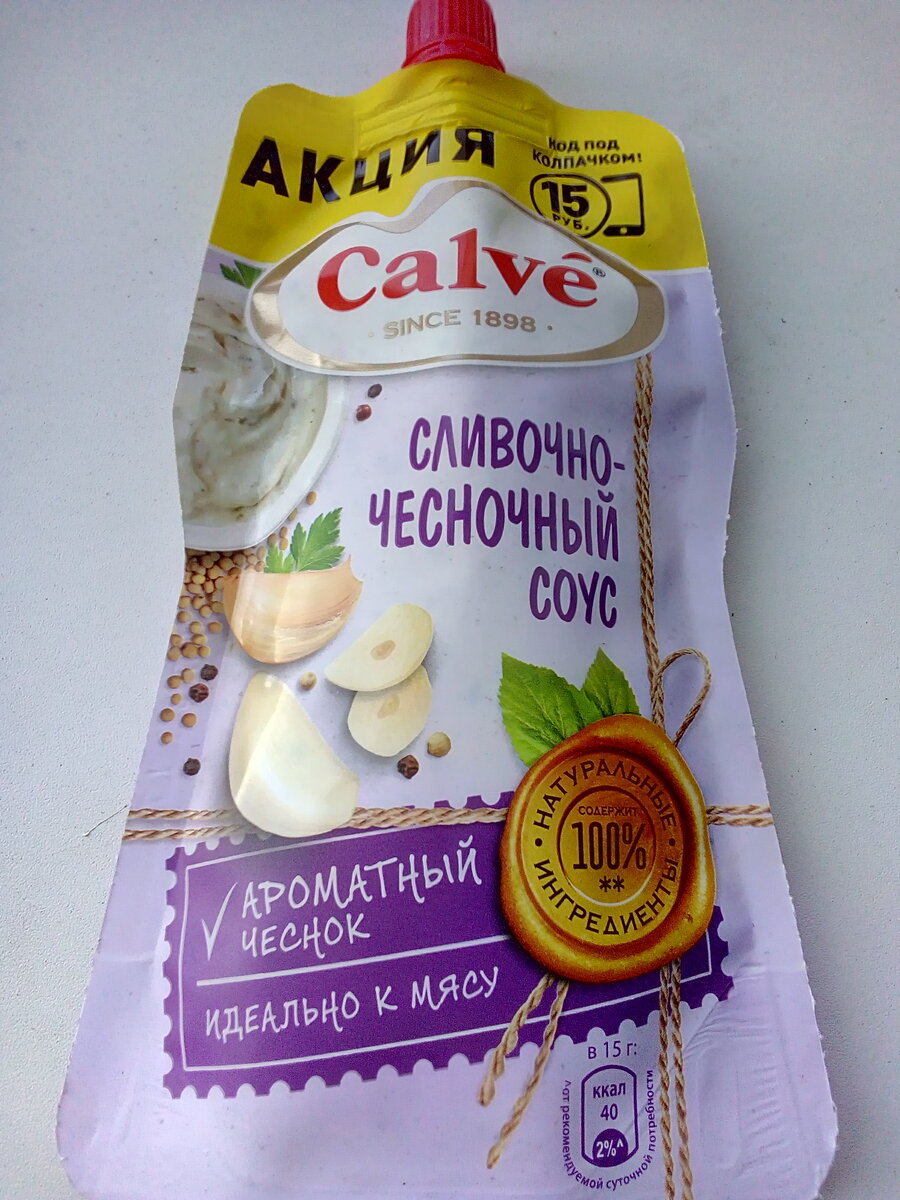 АКЦИЯ
КОД ПОД
КОЛПАЧКОМ!
15
РУБ.
Calvé®
· SINCE 1898 ·
СЛИВОЧНО-
ЧЕСНОЧНЫЙ
СОУС
НАТУРАЛЬНЫЕ
СОДЕРЖИТ
100%
**
· ИНГРЕДИЕНТЫ ·
✓АРОМАТНЫЙ
ЧЕСНОК
ИДЕАЛЬНО К МЯСУ
в 15 г:
ккал
40
2%^
^от рекомендуемой суточной потребности